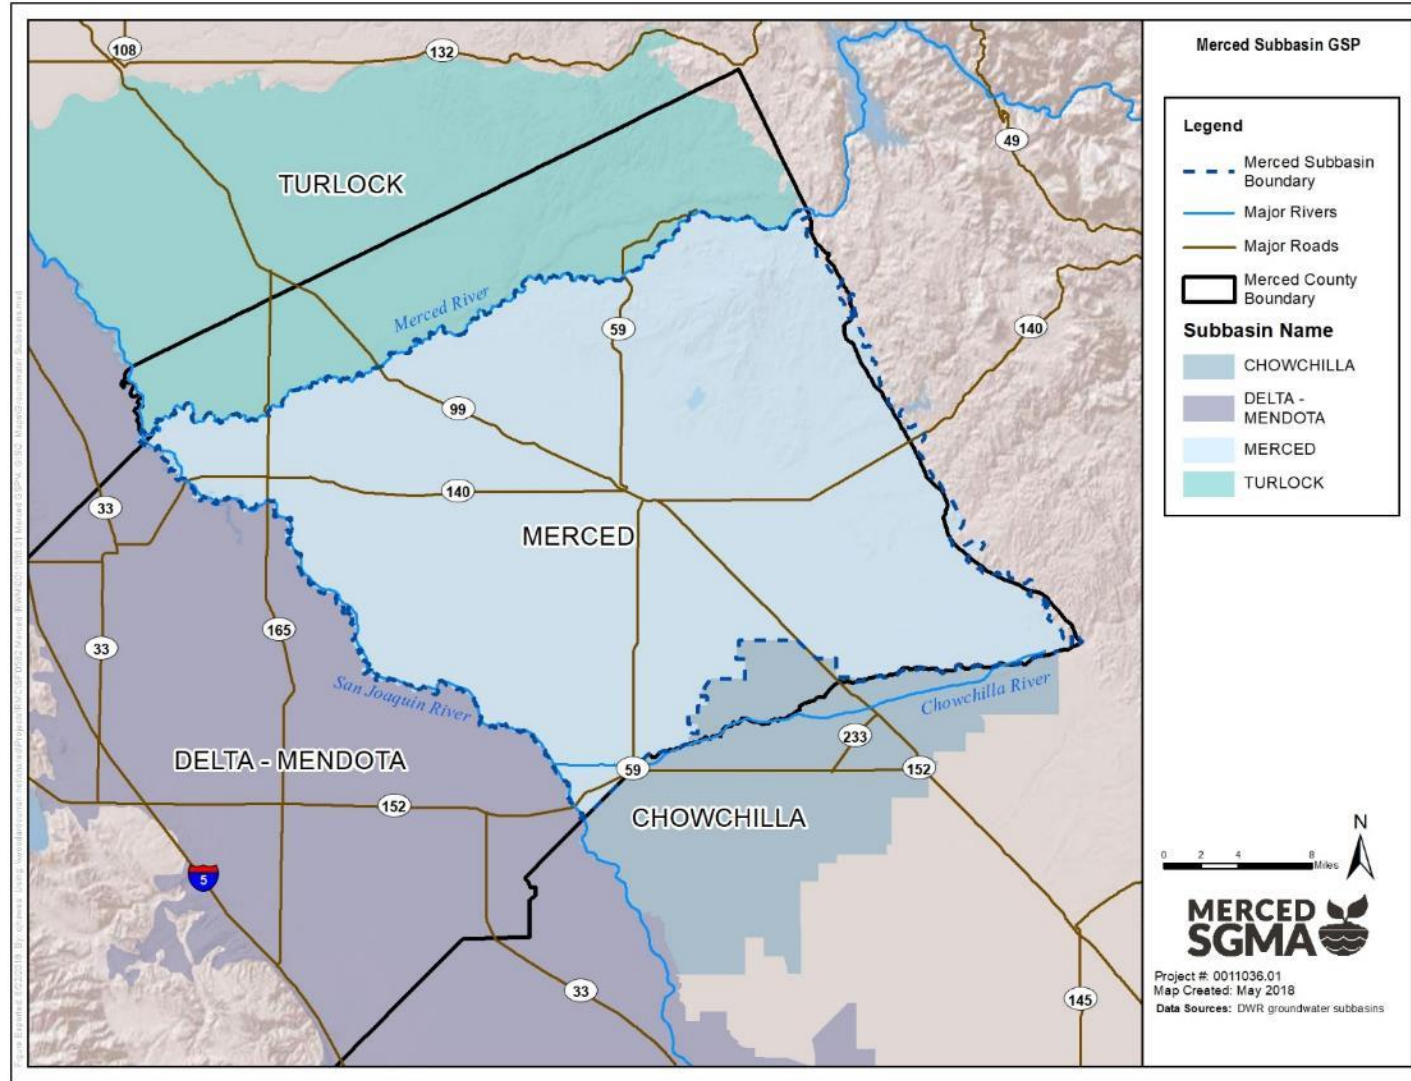 Merced Subbasin GSP
Legend
Merced Subbasin
Boundary
Major Rivers
Major Roads
Merced County
Boundary
Subbasin Name
CHOWCHILLA
DELTA -
MENDOTA
MERCED
TURLOCK
108
132
49
TURLOCK
Merced River
59
140
99
33
140
MERCED
165
33
San Joaquin River
Chowchilla River
233
DELTA - MENDOTA
59
152
152
CHOWCHILLA
5
33
145
N
0 2 4 8
Miles
MERCED
SGMA
Project #: 0011036.01
Map Created: May 2018
Data Sources: DWR groundwater subbasins